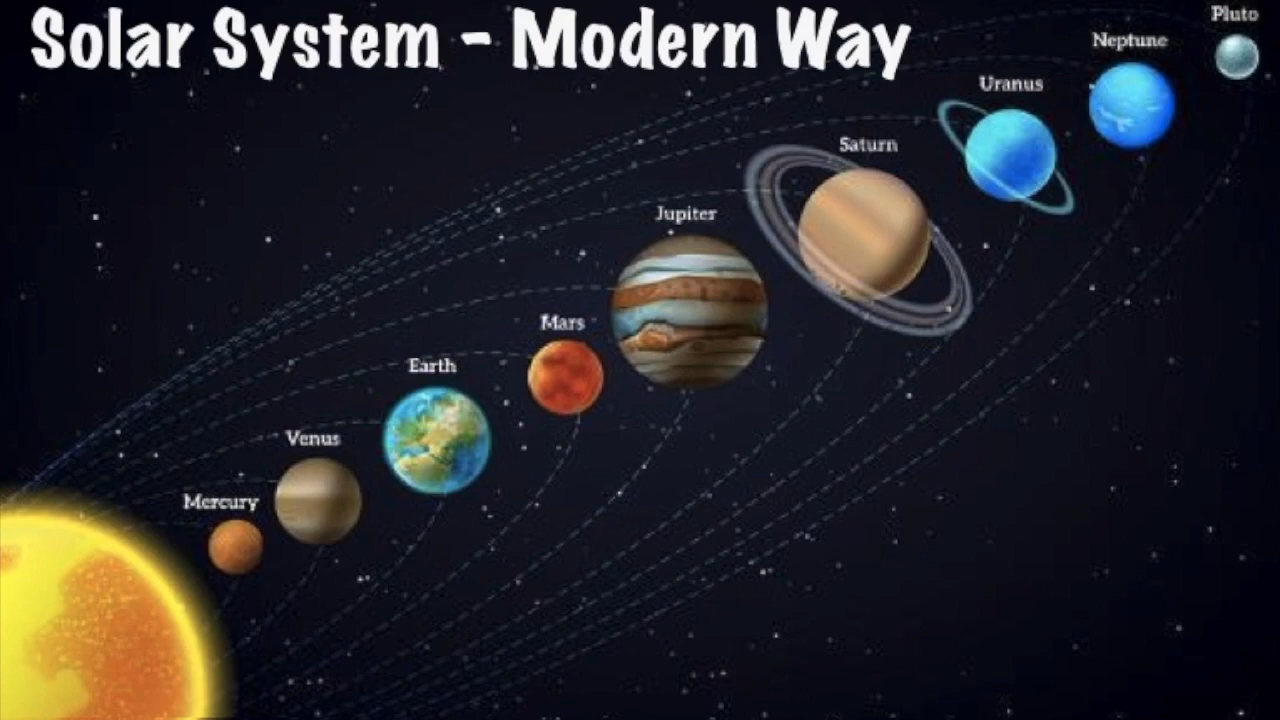 Solar System - Modern Way
Pluto
Neptune
Uranus
Saturn
Jupiter
Mars
Earth
Venus
Mercury